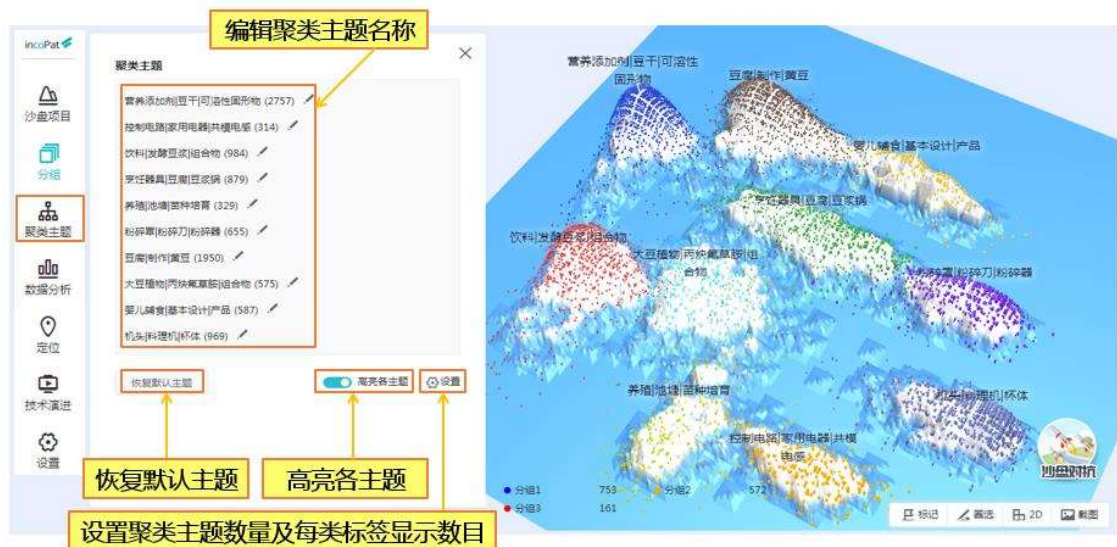 编辑聚类主题名称
incoPat
沙盘项目
分组
聚类主题
数据分析
定位
技术演进
设置
聚类主题
营养添加剂|豆干|可溶性固形物 (2757)
控制电路|家用电器|共模电感 (314)
饮料|发酵豆浆|组合物 (984)
烹饪器具|豆腐|豆浆锅 (879)
养殖|池塘|苗种培育 (329)
粉碎罩|粉碎刀|粉碎器 (655)
豆腐|制作|黄豆 (1950)
大豆植物|丙炔氟草胺|组合物 (575)
婴儿辅食|基本设计|产品 (587)
机头|料理机|杯体 (969)
恢复默认主题
高亮各主题
设置
恢复默认主题
高亮各主题
设置聚类主题数量及每类标签显示数目
营养添加剂|豆干|可溶性
固形物
豆腐|制作|黄豆
婴儿辅食|基本设计|产品
烹饪器具|豆腐|豆浆锅
饮料|发酵豆浆|组合物
大豆植物|丙炔氟草胺|组
合物
粉碎罩|粉碎刀|粉碎器
养殖|池塘|苗种培育
机头|料理机|杯体
控制电路|家用电器|共模
电感
分组1 753 分组2 572
分组3 161
沙盘对抗
标记 筛选 2D 截图